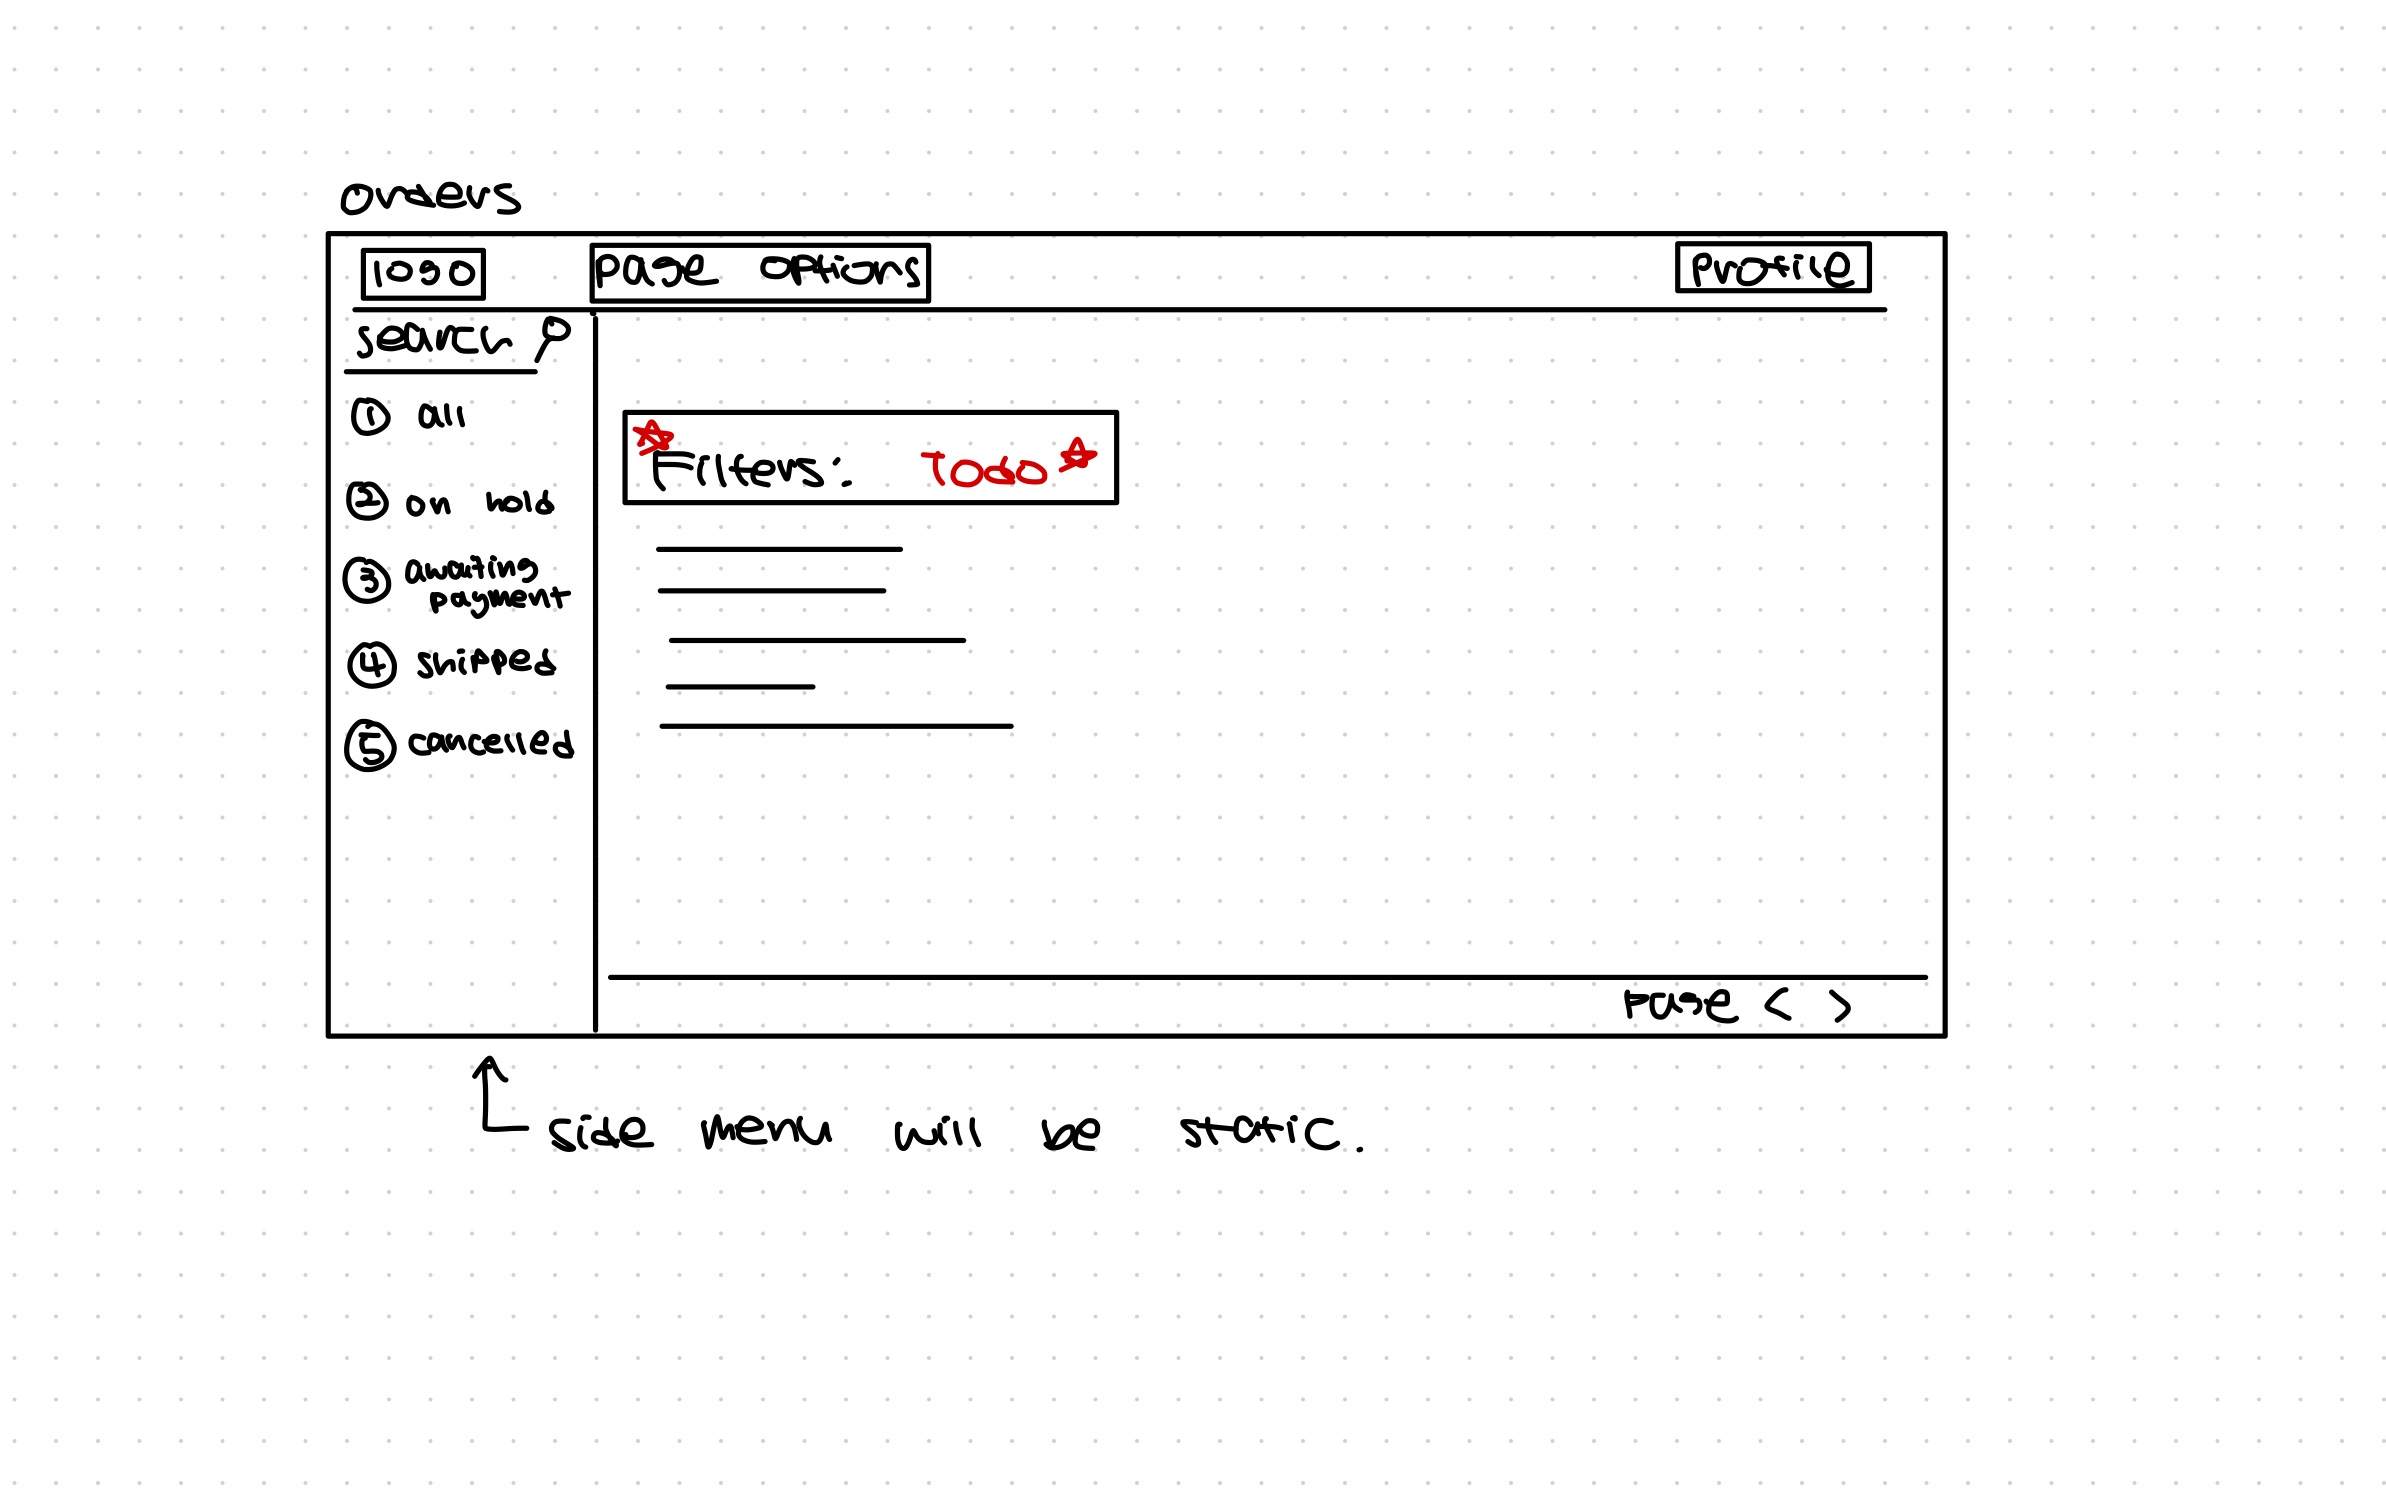 orders
logo
Page options
Profile
search
1 all
2 on hold
3 awaiting
payment
4 shipped
5 cancelled
Filters: Todo
Page < >
side menu will be static.